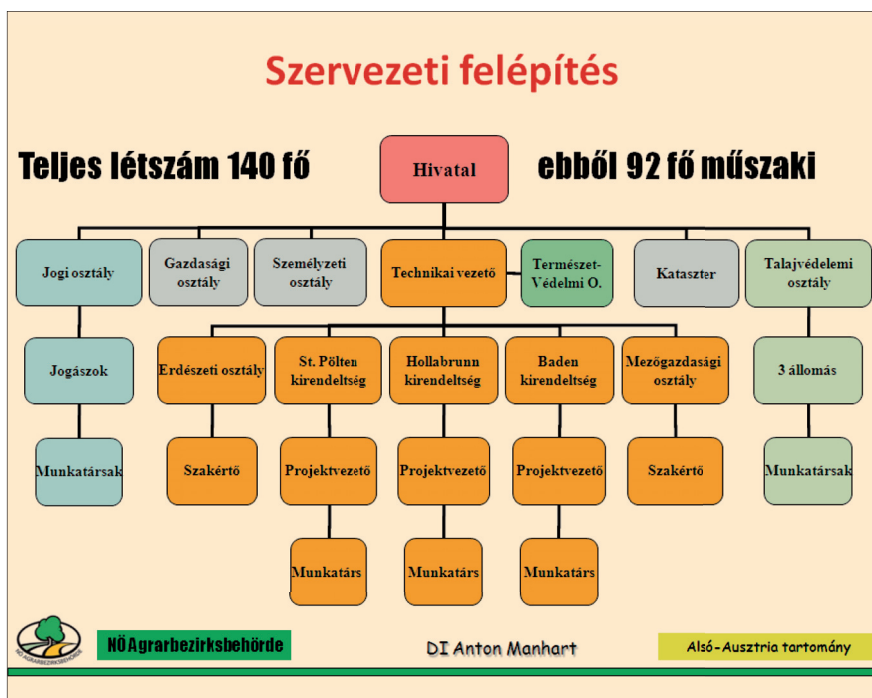 Szervezeti felépítés
Teljes létszám 140 fő
Hivatal
ebből 92 fő műszaki
Jogi osztály
Gazdasági
osztály
Személyzeti
osztály
Technikai vezető
Természet-
Védelmi O.
Kataszter
Talajvédelemi
osztály
Jogászok
Erdészeti osztály
St. Pölten
kirendeltség
Hollabrunn
kirendeltség
Baden
kirendeltség
Mezőgazdasági
osztály
3 állomás
Munkatársak
Szakértő
Projektvezető
Projektvezető
Projektvezető
Szakértő
Munkatársak
Munkatárs
Munkatárs
Munkatárs
NÖ AGRARBEZIRKSBEHÖRDE
NÖ Agrarbezirksbehörde
DI Anton Manhart
Alsó-Ausztria tartomány